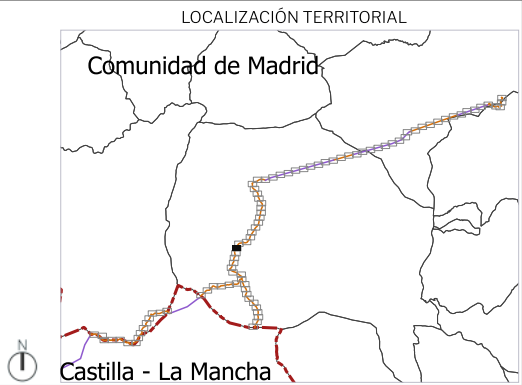 LOCALIZACIÓN TERRITORIAL
Comunidad de Madrid
N
Castilla - La Mancha